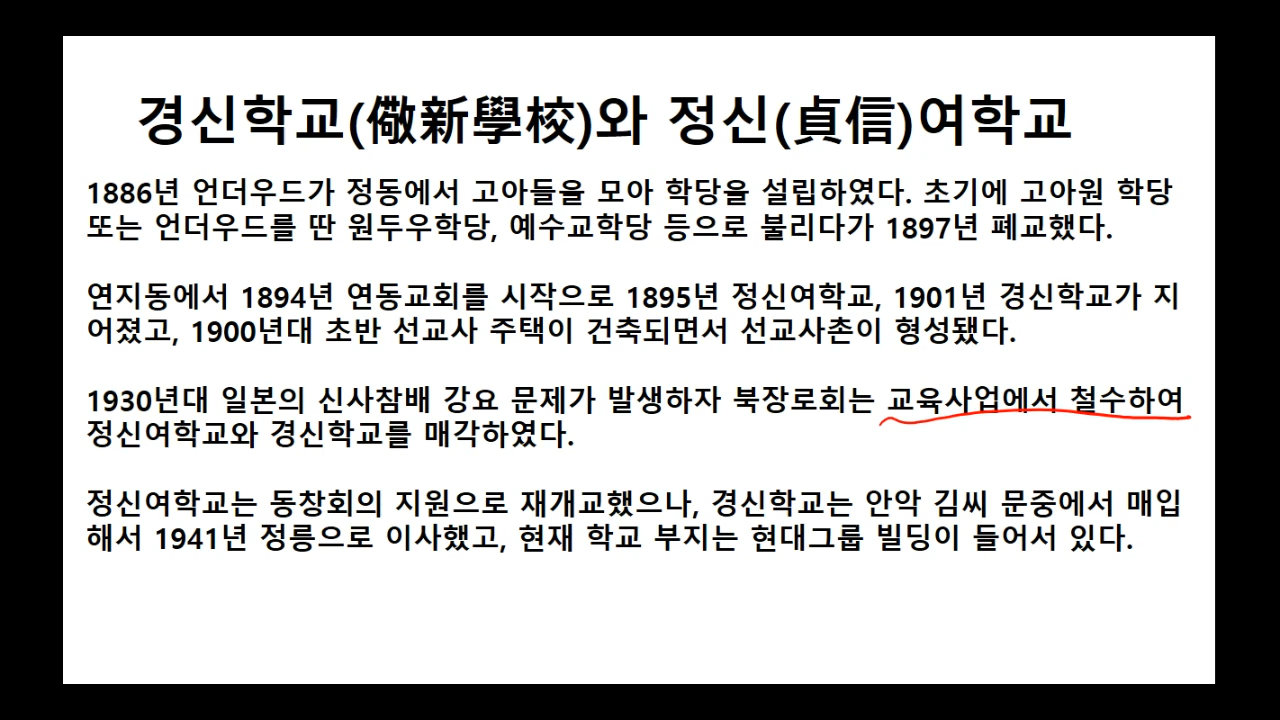 경신학교(儆新學校)와 정신(貞信)여학교
1886년 언더우드가 정동에서 고아들을 모아 학당을 설립하였다. 초기에 고아원 학당
또는 언더우드를 딴 원두우학당, 예수교학당 등으로 불리다가 1897년 폐교했다.
연지동에서 1894년 연동교회를 시작으로 1895년 정신여학교, 1901년 경신학교가 지
어졌고, 1900년대 초반 선교사 주택이 건축되면서 선교사촌이 형성됐다.
1930년대 일본의 신사참배 강요 문제가 발생하자 북장로회는 교육사업에서 철수하여
정신여학교와 경신학교를 매각하였다.
정신여학교는 동창회의 지원으로 재개교했으나, 경신학교는 안악 김씨 문중에서 매입
해서 1941년 정릉으로 이사했고, 현재 학교 부지는 현대그룹 빌딩이 들어서 있다.